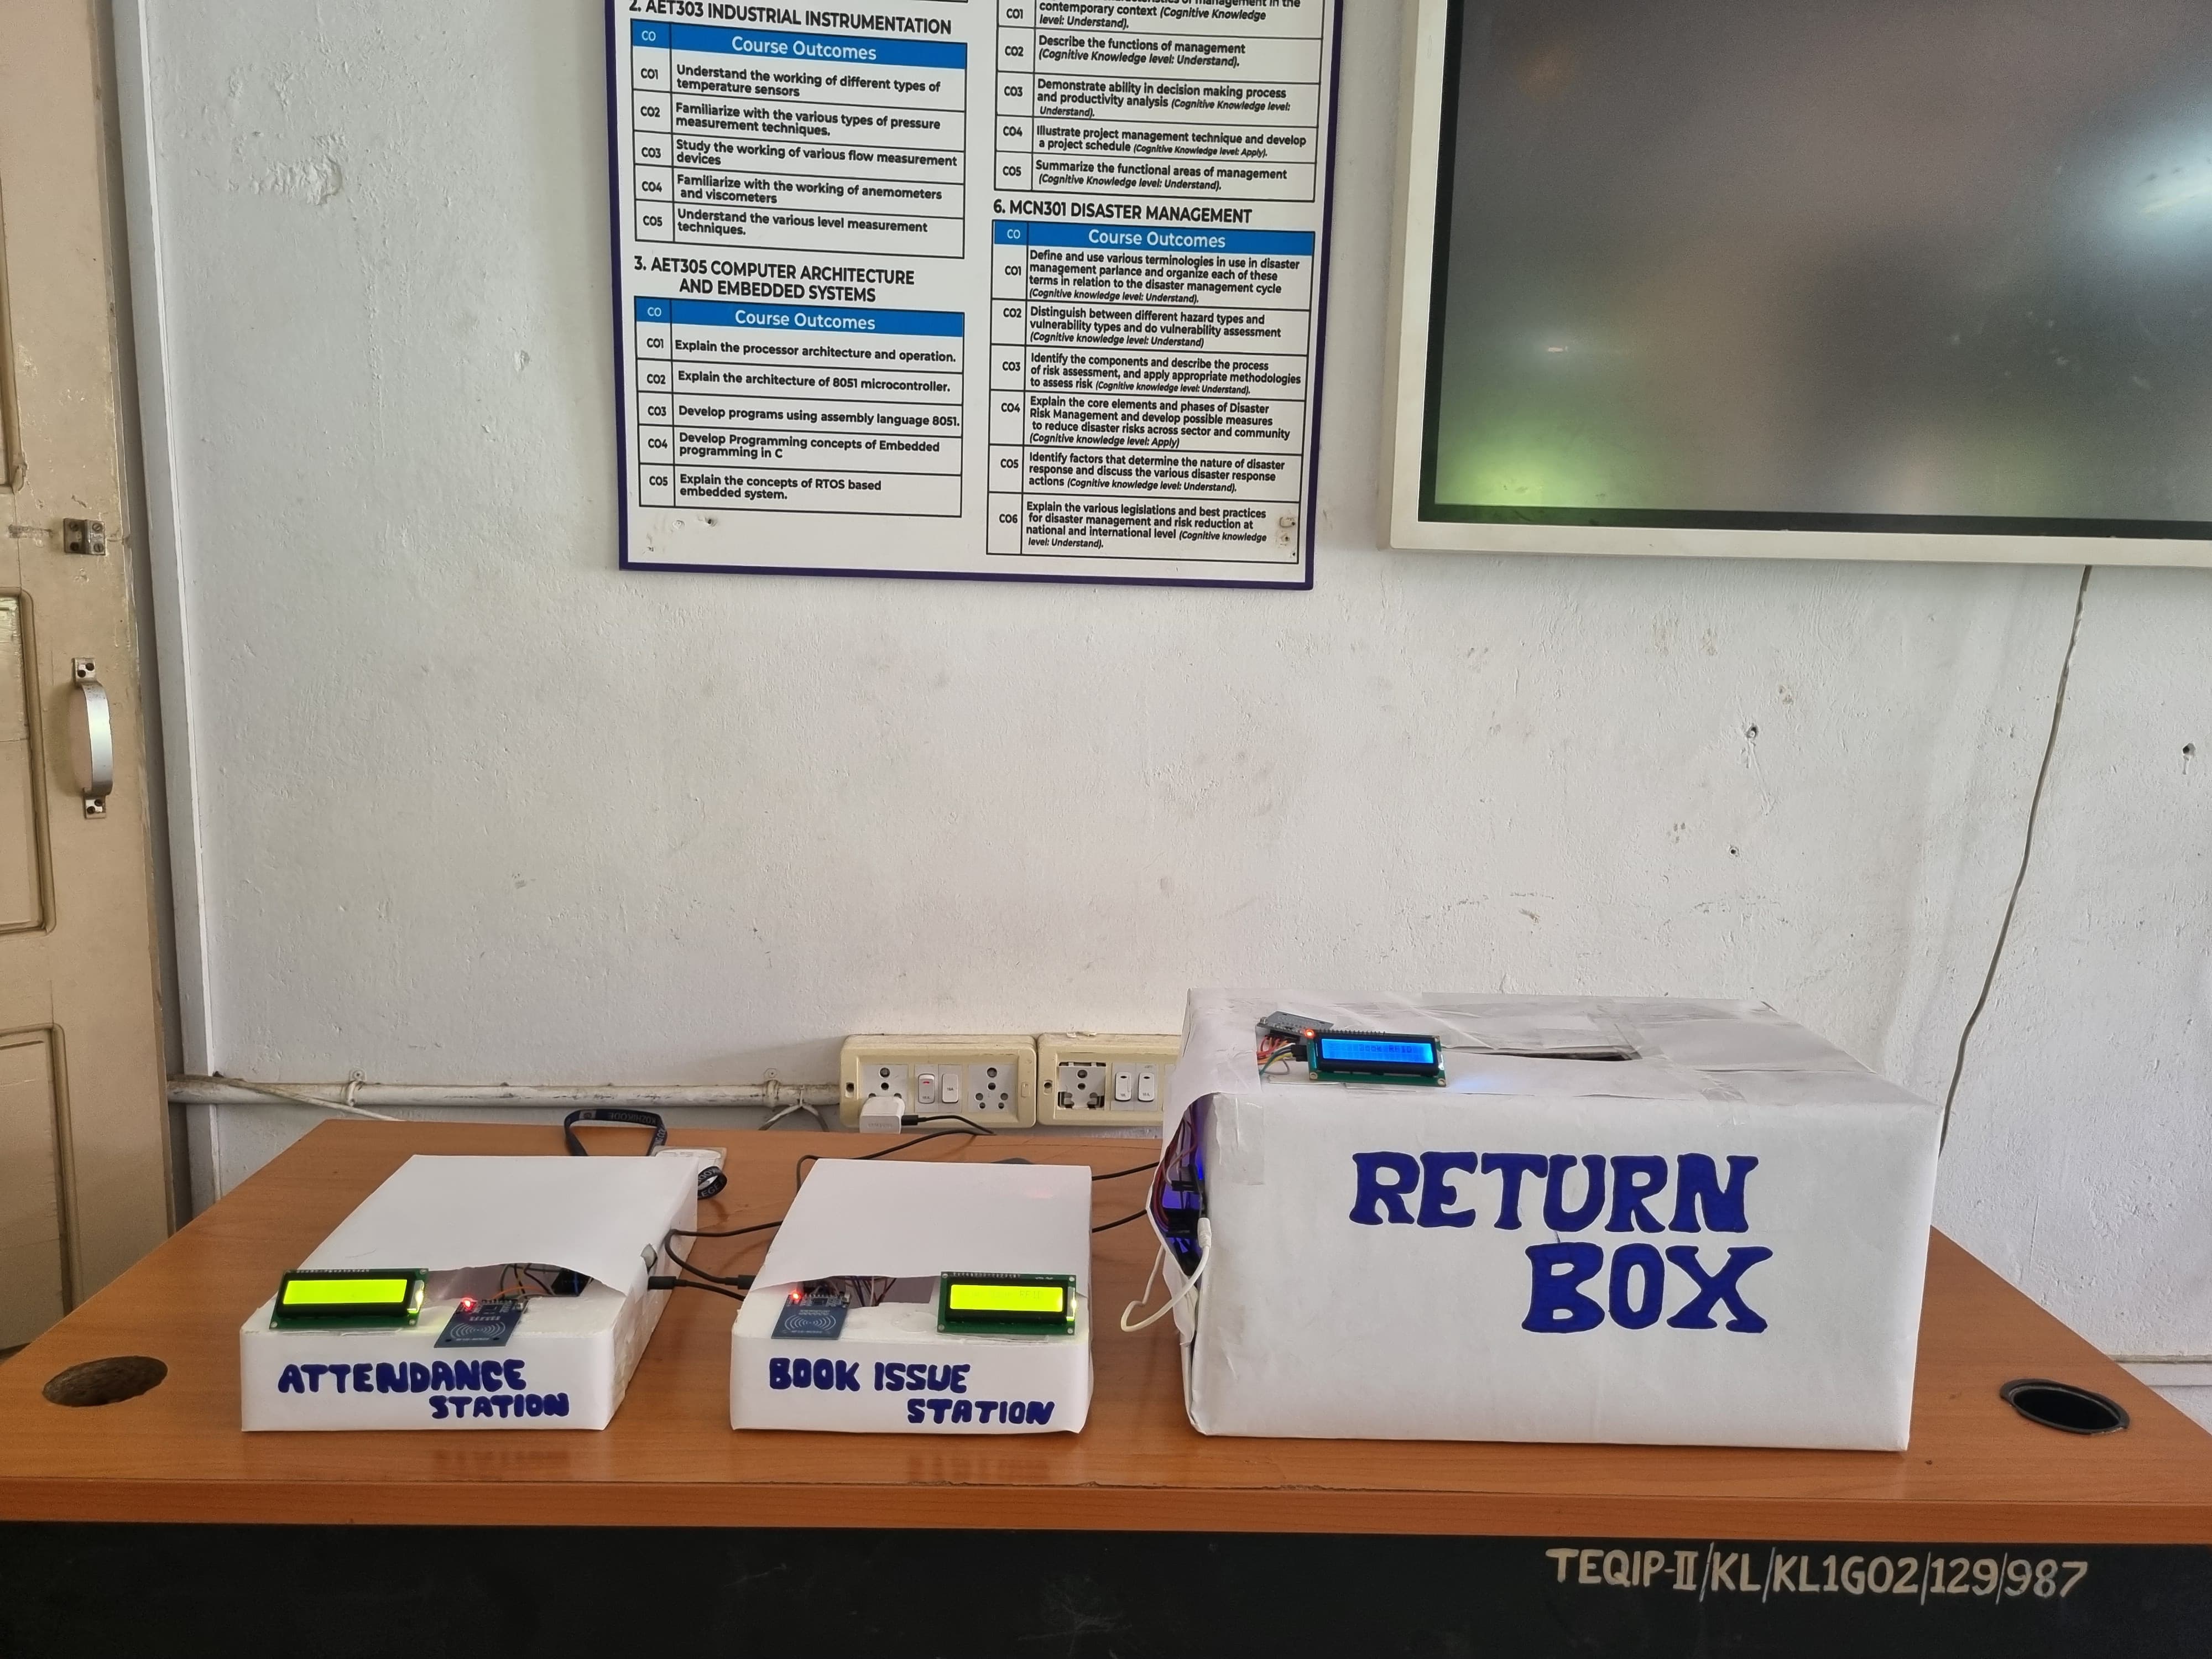 2. AET303 INDUSTRIAL INSTRUMENTATION
CO Course Outcomes
CO1 Understand the working of different types of
temperature sensors
CO2 Familiarize with the various types of pressure
measurement techniques.
CO3 Study the working of various flow measurement
devices
CO4 Familiarize with the working of anemometers
and viscometers
CO5 Understand the various level measurement
techniques.
3. AET305 COMPUTER ARCHITECTURE
AND EMBEDDED SYSTEMS
CO Course Outcomes
CO1 Explain the processor architecture and operation.
CO2 Explain the architecture of 8051 microcontroller.
CO3 Develop programs using assembly language 8051.
CO4 Develop Programming concepts of Embedded
programming in C
CO5 Explain the concepts of RTOS based
embedded system.
management in the
CO1 contemporary context (Cognitive Knowledge
level: Understand).
CO2 Describe the functions of management
(Cognitive Knowledge level: Understand).
CO3 Demonstrate ability in decision making process
and productivity analysis (Cognitive Knowledge level:
Understand).
CO4 Illustrate project management technique and develop
a project schedule (Cognitive Knowledge level: Apply).
CO5 Summarize the functional areas of management
(Cognitive Knowledge level: Understand).
6. MCN301 DISASTER MANAGEMENT
CO Course Outcomes
CO1 Define and use various terminologies in use in disaster
management parlance and organize each of these
terms in relation to the disaster management cycle
(Cognitive knowledge level: Understand).
CO2 Distinguish between different hazard types and
vulnerability types and do vulnerability assessment
(Cognitive knowledge level: Understand)
CO3 Identify the components and describe the process
of risk assessment, and apply appropriate methodologies
to assess risk (Cognitive knowledge level: Understand).
CO4 Explain the core elements and phases of Disaster
Risk Management and develop possible measures
to reduce disaster risks across sector and community
(Cognitive knowledge level: Apply)
CO5 Identify factors that determine the nature of disaster
response and discuss the various disaster response
actions (Cognitive knowledge level: Understand).
CO6 Explain the various legislations and best practices
for disaster management and risk reduction at
national and international level (Cognitive knowledge
level: Understand).
KOZHIKODE
ATTENDANCE
STATION
BOOK ISSUE
STATION
RETURN
BOX
TEQIP-II/KL/KL1G02/129/987